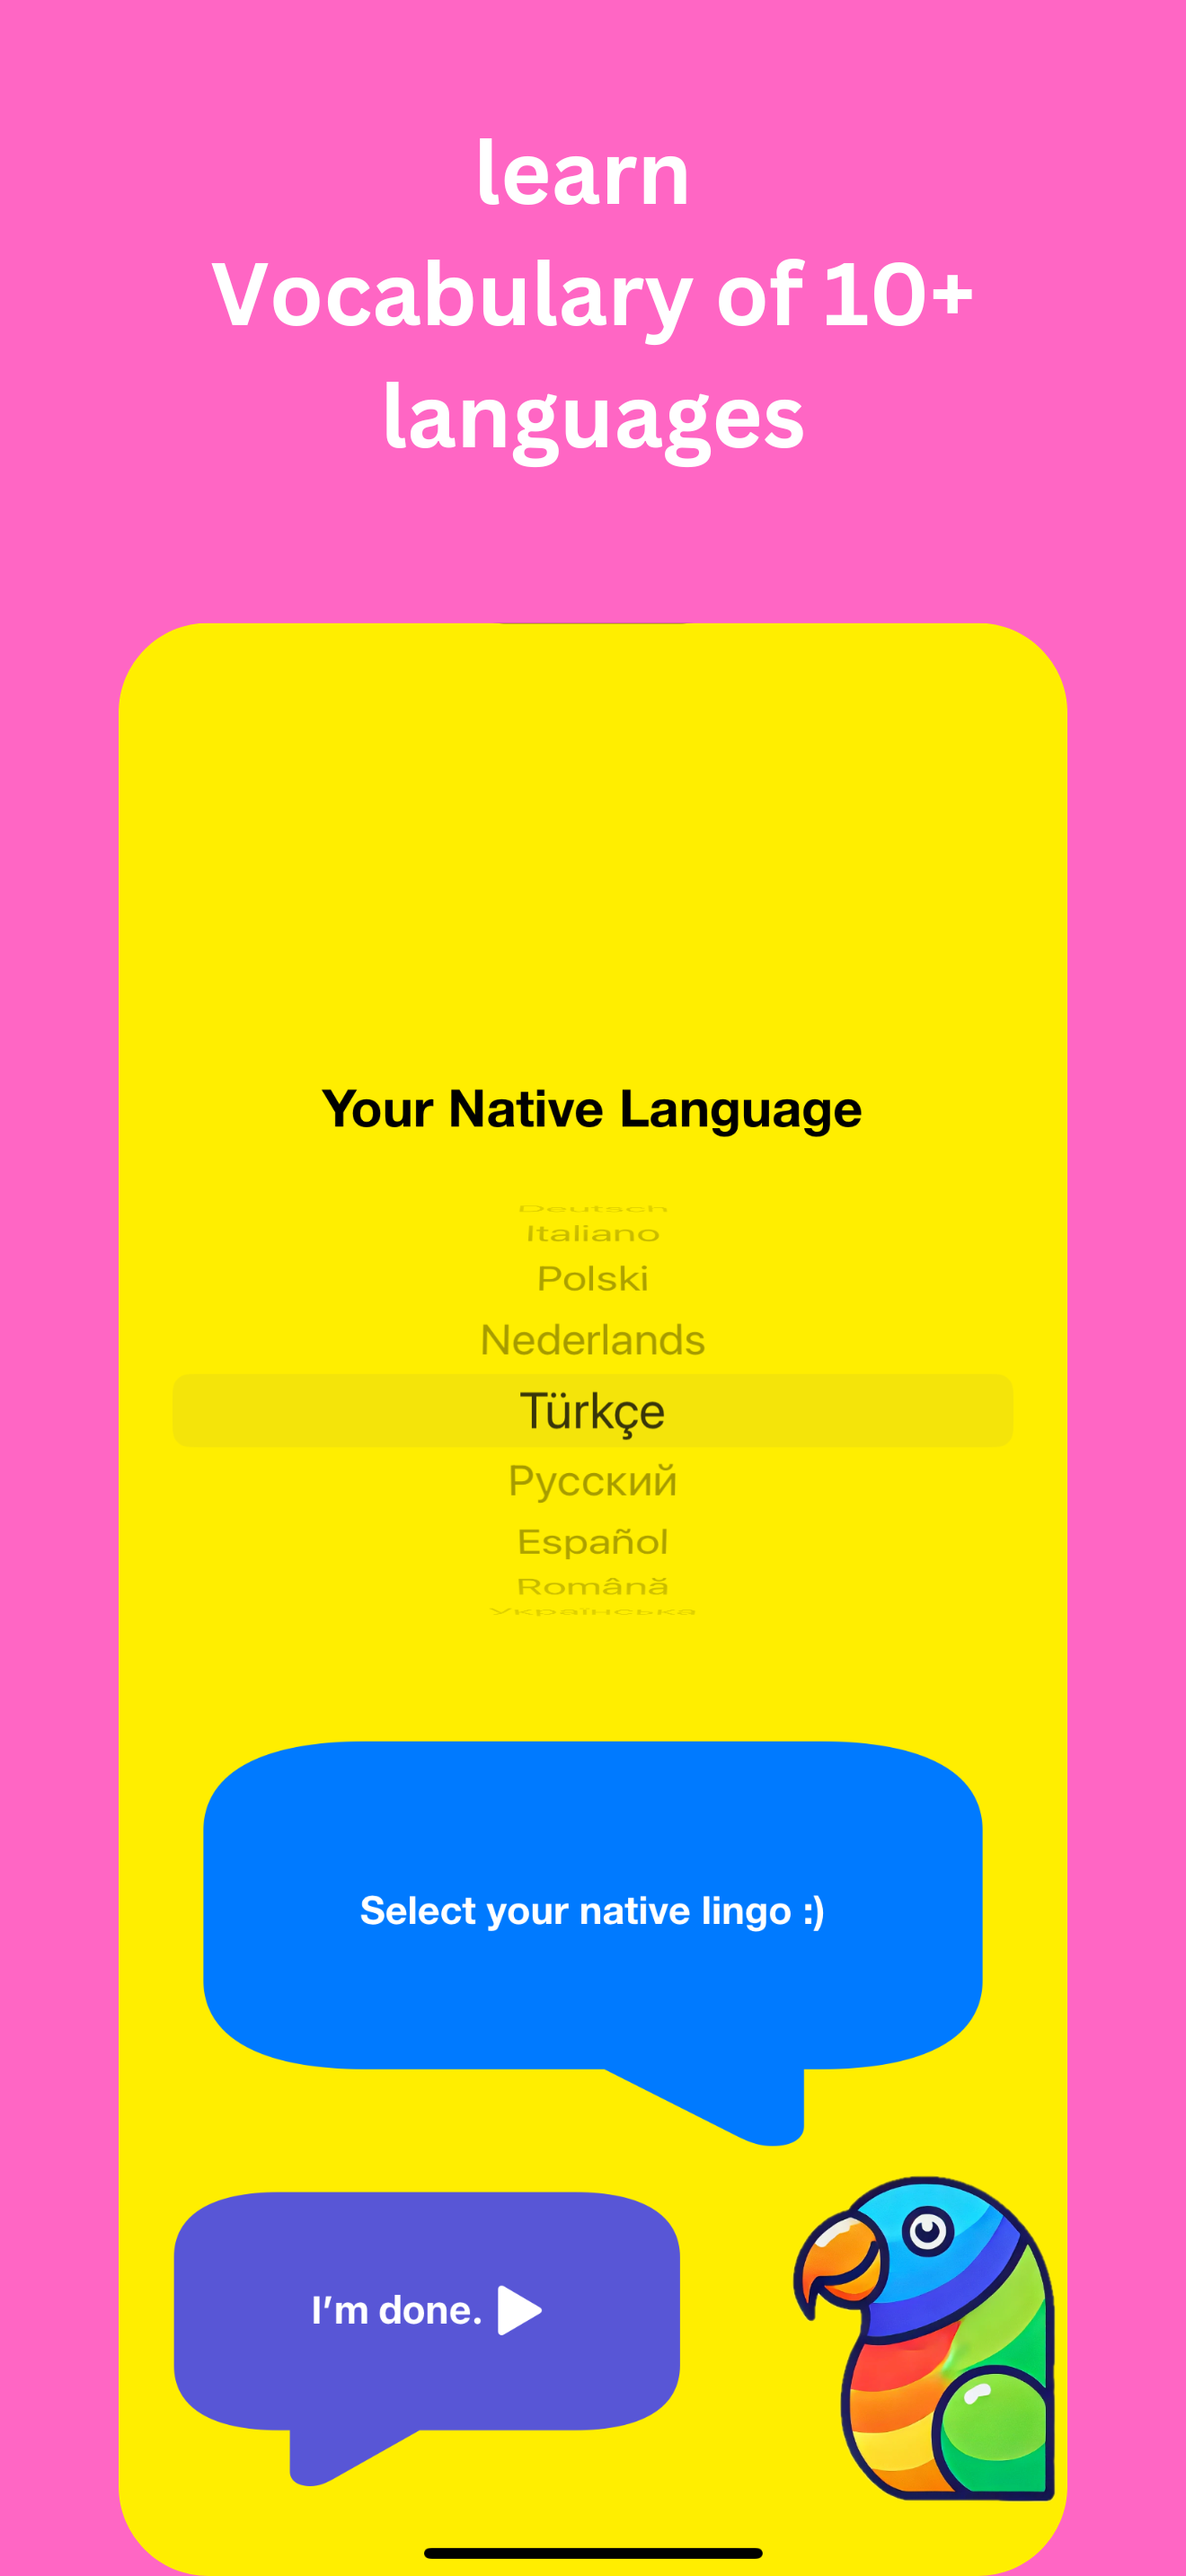 learn
Vocabulary of 10+
languages
Your Native Language
Deutsch
Italiano
Polski
Nederlands
Türkçe
Русский
Español
Română
Українська
Select your native lingo :)
I'm done.